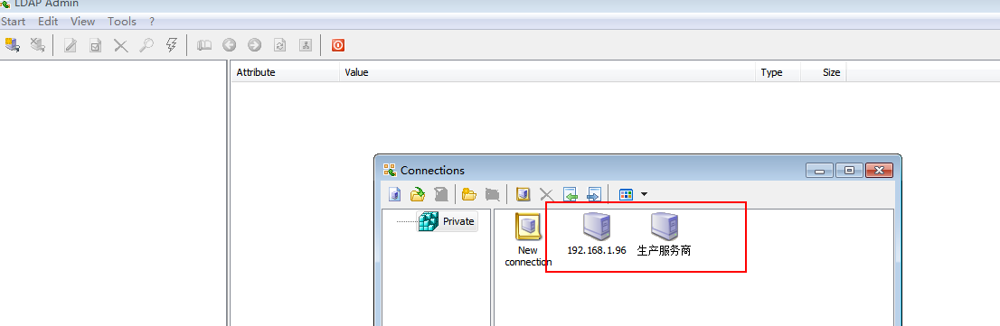 LDAP Admin
Start Edit View Tools ?
Attribute Value Type Size
Connections
Private
New connection
192.168.1.96
生产服务商